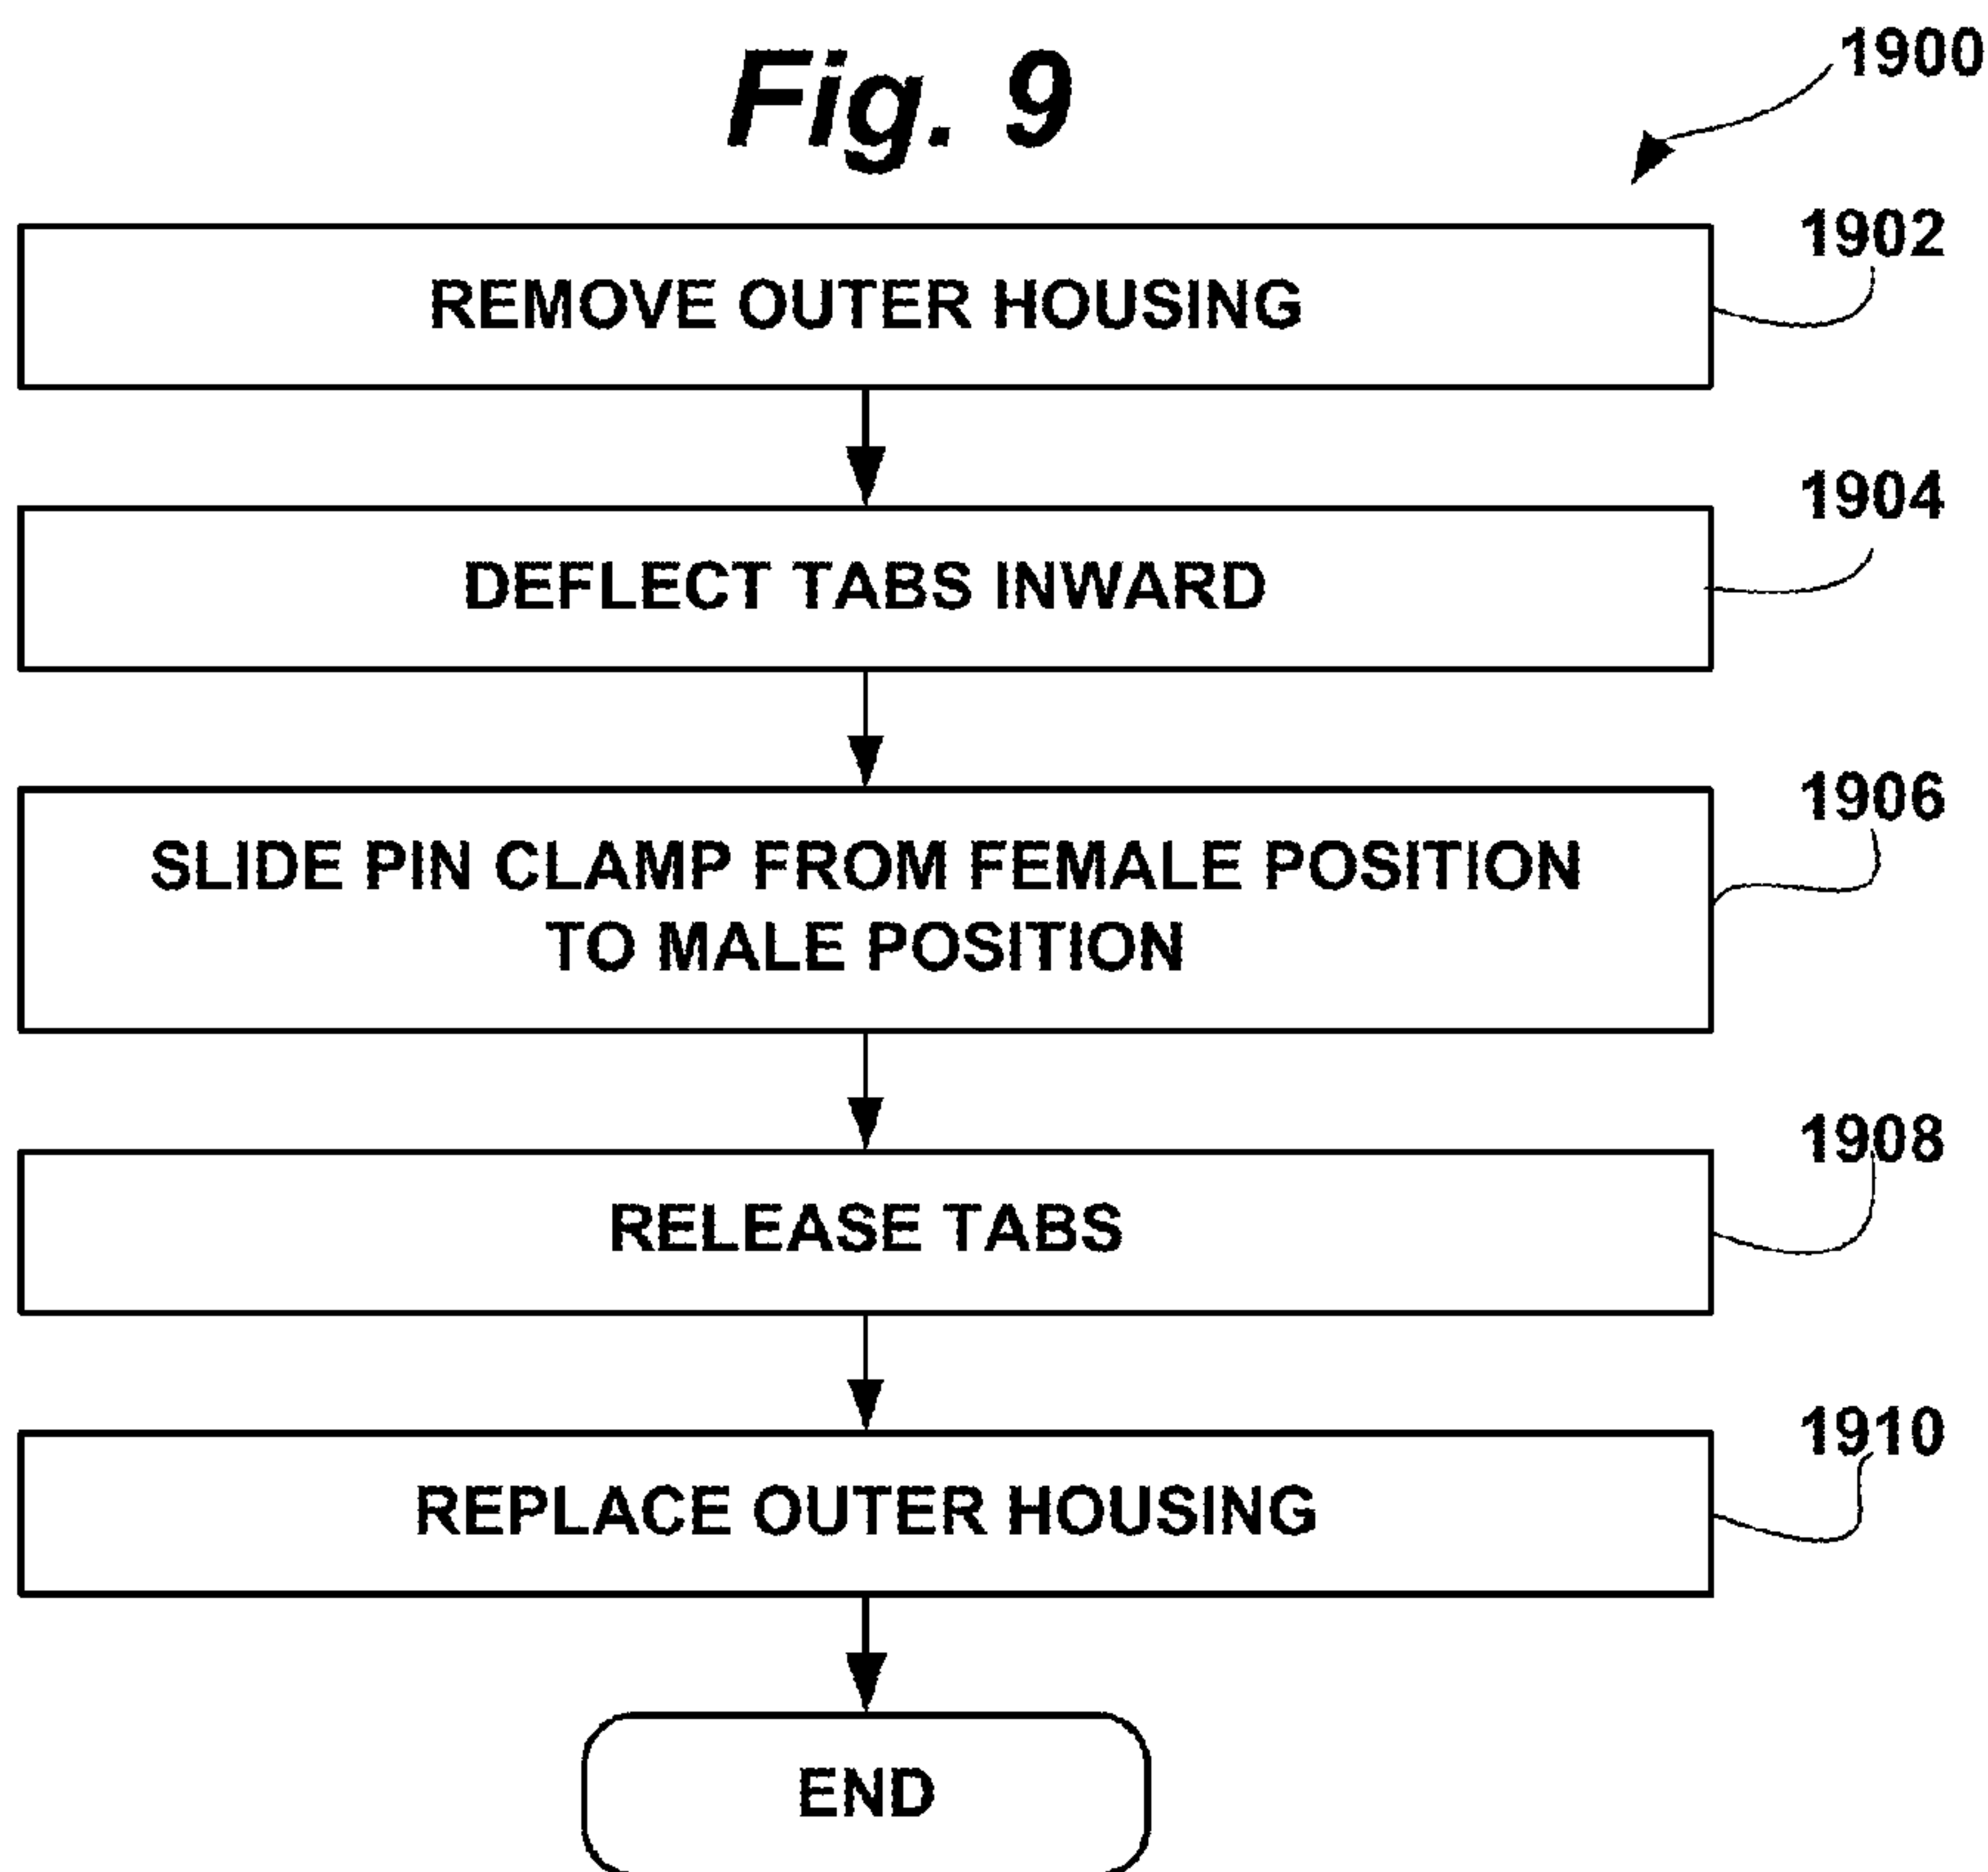 Fig. 9
1900
1902
REMOVE OUTER HOUSING
1904
DEFLECT TABS INWARD
1906
SLIDE PIN CLAMP FROM FEMALE POSITION
TO MALE POSITION
1908
RELEASE TABS
1910
REPLACE OUTER HOUSING
END